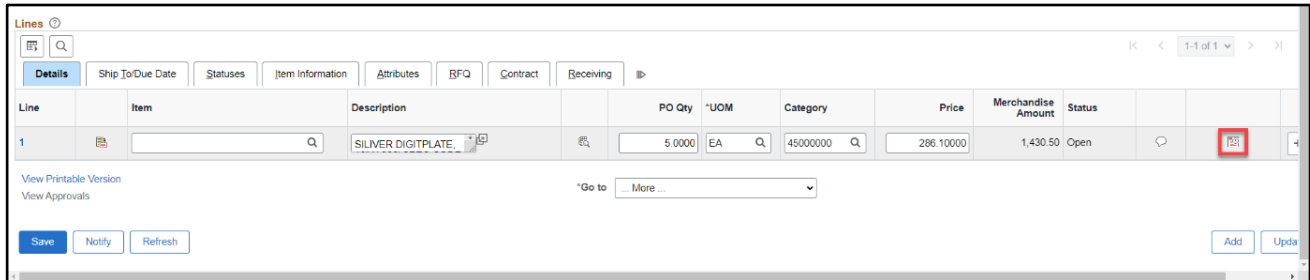 Lines
1-1 of 1
Details Ship To/Due Date Statuses Item Information Attributes RFQ Contract Receiving
Line Item Description PO Qty *UOM Category Price Merchandise Amount Status
1 SILIVER DIGITPLATE, 5.0000 EA 45000000 286.10000 1,430.50 Open
View Printable Version
*Go to ... More ...
View Approvals
Save Notify Refresh Add Upda